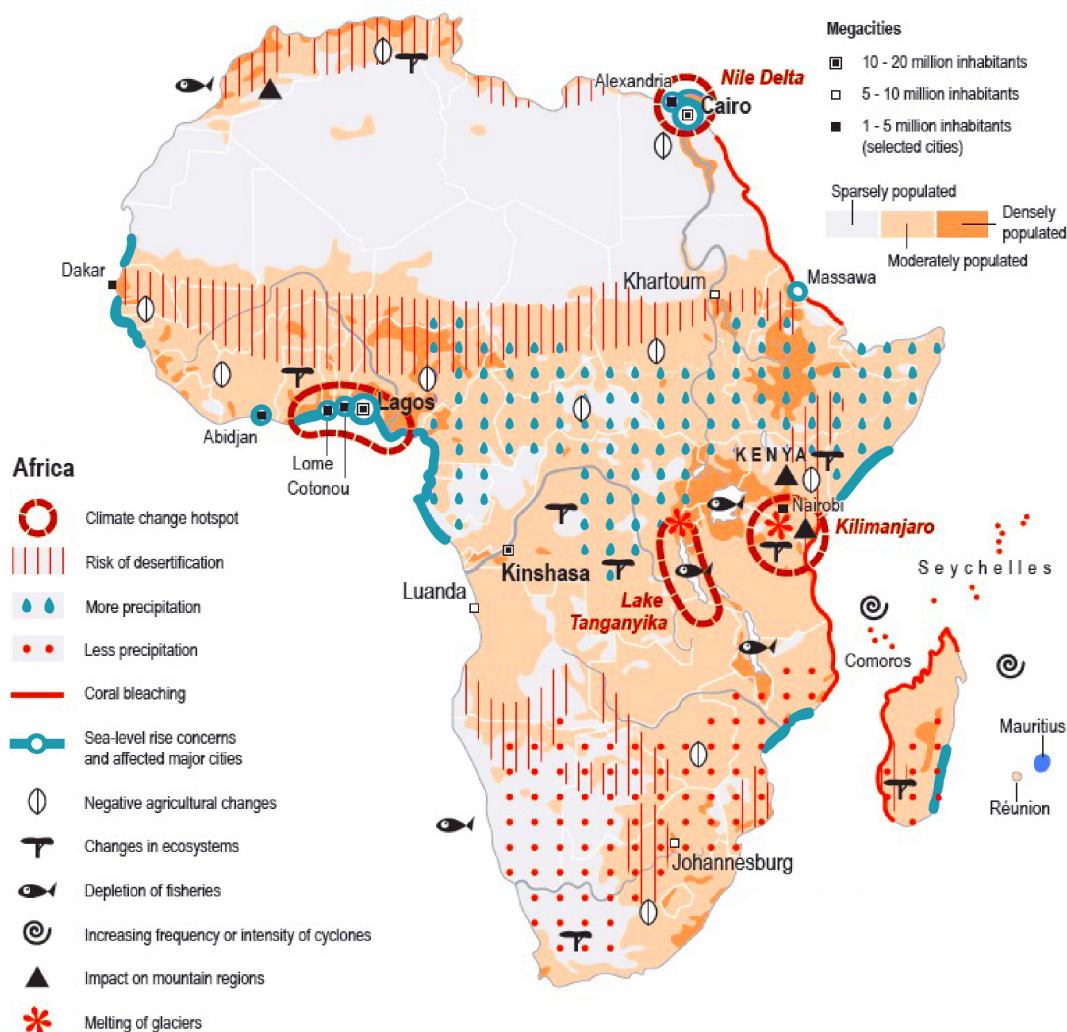 Megacities
10 - 20 million inhabitants
5 - 10 million inhabitants
1 - 5 million inhabitants
(selected cities)
Sparsely populated
Densely
populated
Moderately populated
Nile Delta
Alexandria
Cairo
Dakar
Khartoum
Massawa
Lagos
Abidjan
Lome
Cotonou
KENYA
Nairobi
Kilimanjaro
Kinshasa
Luanda
Lake
Tanganyika
Seychelles
Comoros
Mauritius
Réunion
Johannesburg
Africa
Climate change hotspot
Risk of desertification
More precipitation
Less precipitation
Coral bleaching
Sea-level rise concerns
and affected major cities
Negative agricultural changes
Changes in ecosystems
Depletion of fisheries
Increasing frequency or intensity of cyclones
Impact on mountain regions
Melting of glaciers